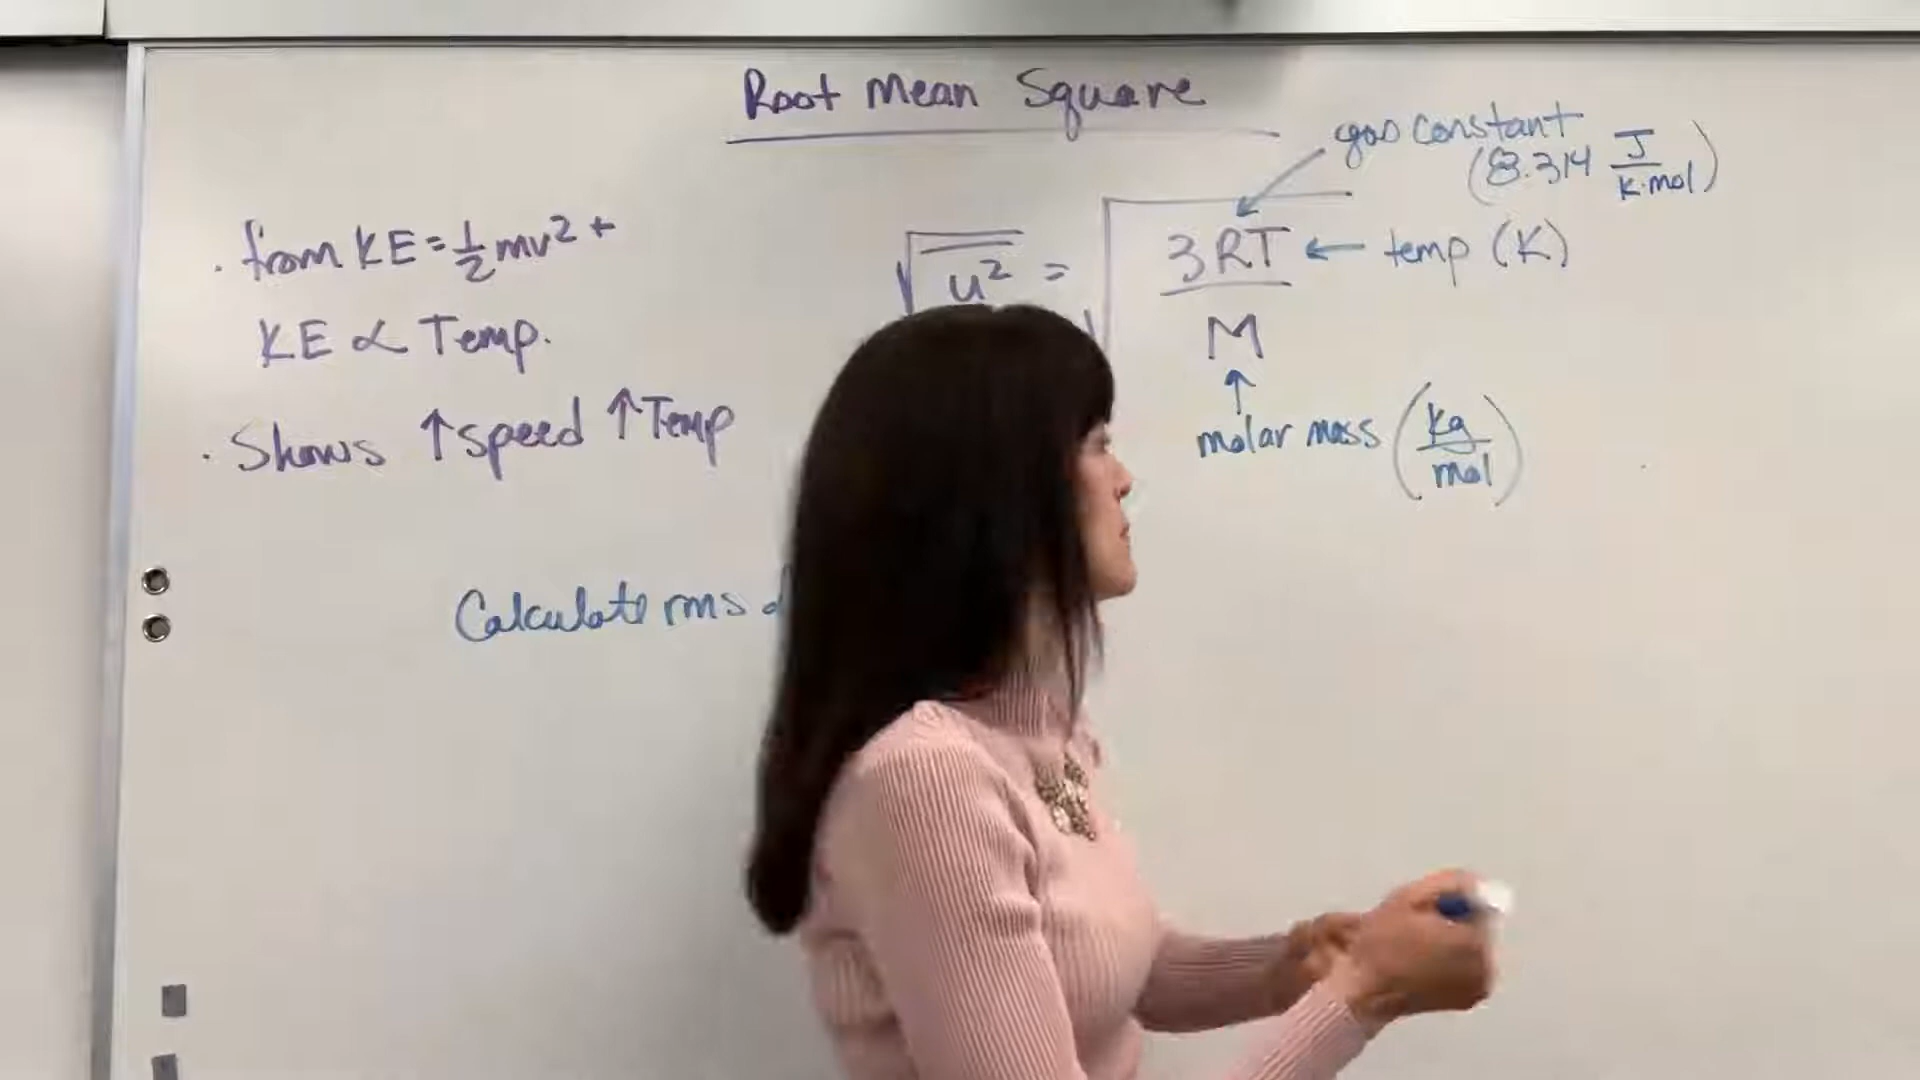 Root Mean Square
gas constant
(8.314 J/K·mol)
. from KE = 1/2 mv² +
KE ∝ Temp.
. Shows ↑speed ↑Temp
√u² = √3RT/M
← temp (K)
↑
molar mass (kg/mol)
Calculate rms